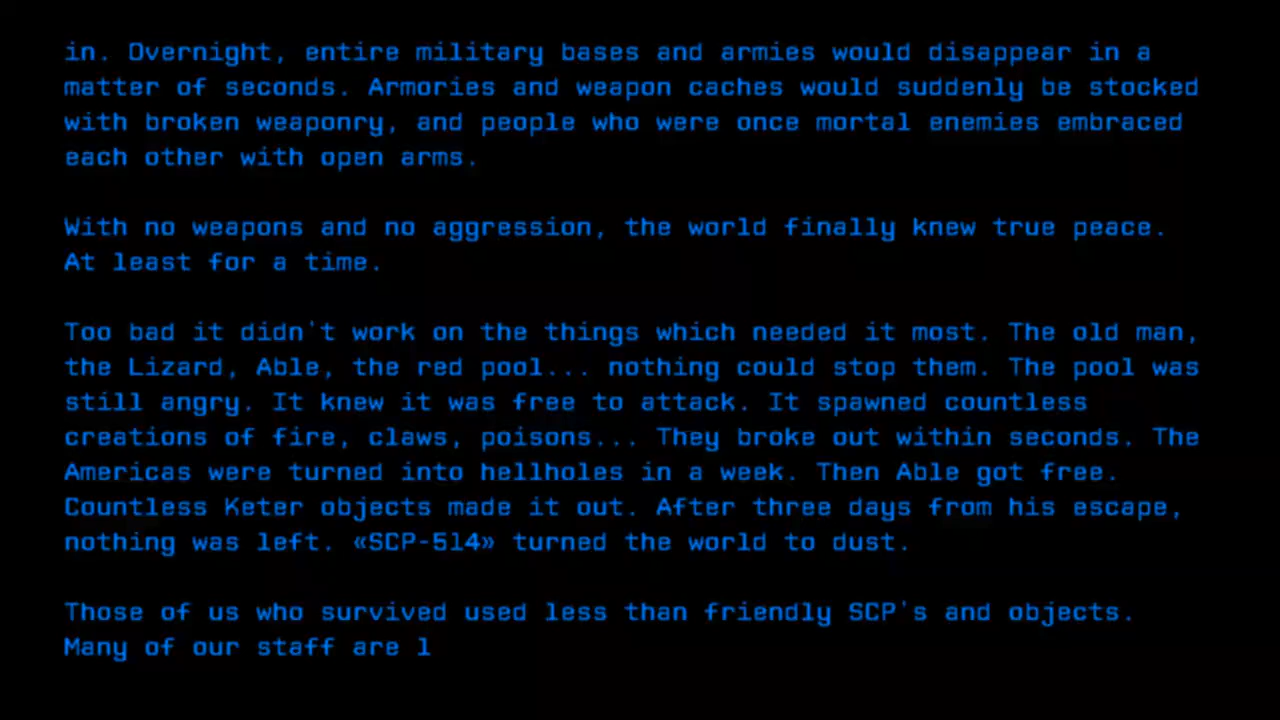 in. Overnight, entire military bases and armies would disappear in a
matter of seconds. Armories and weapon caches would suddenly be stocked
with broken weaponry, and people who were once mortal enemies embraced
each other with open arms.
With no weapons and no aggression, the world finally knew true peace.
At least for a time.
Too bad it didn't work on the things which needed it most. The old man,
the Lizard, Able, the red pool... nothing could stop them. The pool was
still angry. It knew it was free to attack. It spawned countless
creations of fire, claws, poisons... They broke out within seconds. The
Americas were turned into hellholes in a week. Then Able got free.
Countless Keter objects made it out. After three days from his escape,
nothing was left. «SCP-514» turned the world to dust.
Those of us who survived used less than friendly SCP's and objects.
Many of our staff are l